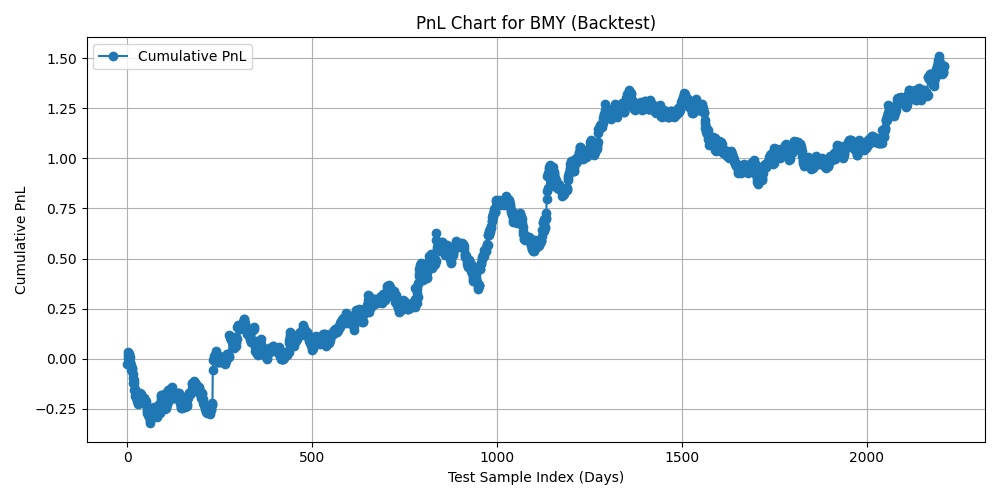 PnL Chart for BMY (Backtest)
Cumulative PnL
1.50
1.25
1.00
0.75
0.50
0.25
0.00
−0.25
Cumulative PnL
0 500 1000 1500 2000
Test Sample Index (Days)